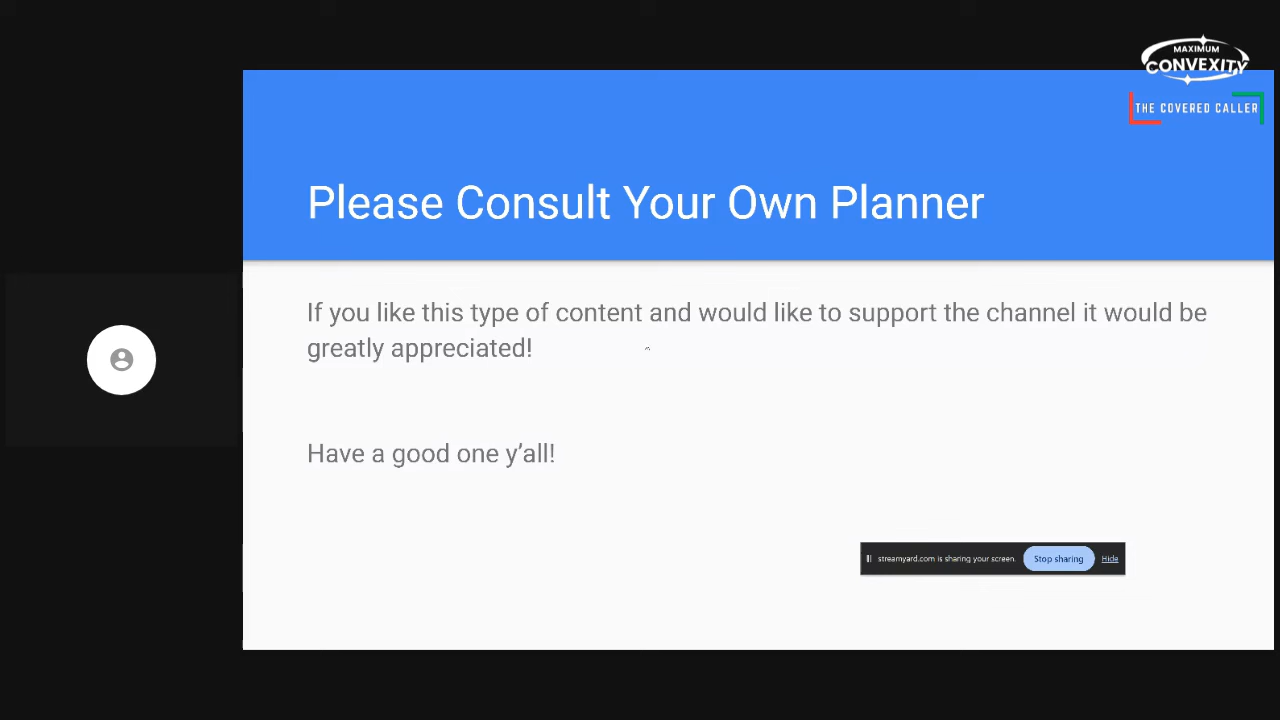 MAXIMUM
CONVEXITY
THE COVERED CALLER
Please Consult Your Own Planner
If you like this type of content and would like to support the channel it would be
greatly appreciated!
Have a good one y’all!
streamyard.com is sharing your screen. Stop sharing Hide